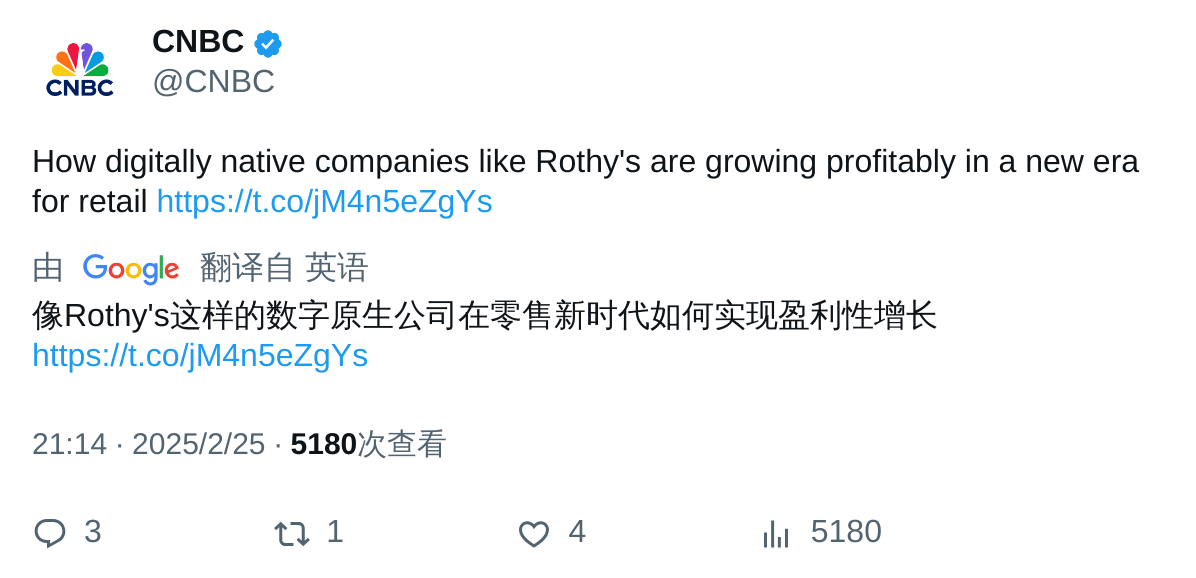 CNBC
CNBC
@CNBC
How digitally native companies like Rothy's are growing profitably in a new era
for retail https://t.co/jM4n5eZgYs
由 Google 翻译自 英语
像Rothy's这样的数字原生公司在零售新时代如何实现盈利性增长
https://t.co/jM4n5eZgYs
21:14 · 2025/2/25 · 5180次查看
3 1 4 5180